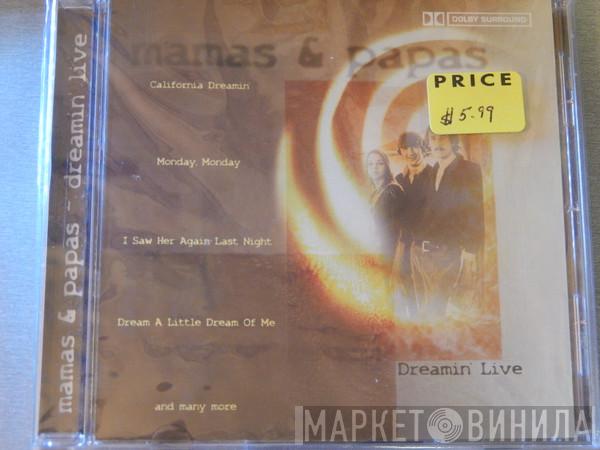 DOLBY SURROUND
mamas & papas
PRICE
$5.99
California Dreamin'
Monday, Monday
I Saw Her Again Last Night
Dream A Little Dream Of Me
and many more
Dreamin' Live
mamas & papas - dreamin live
МАРКЕТ ВИНИЛА